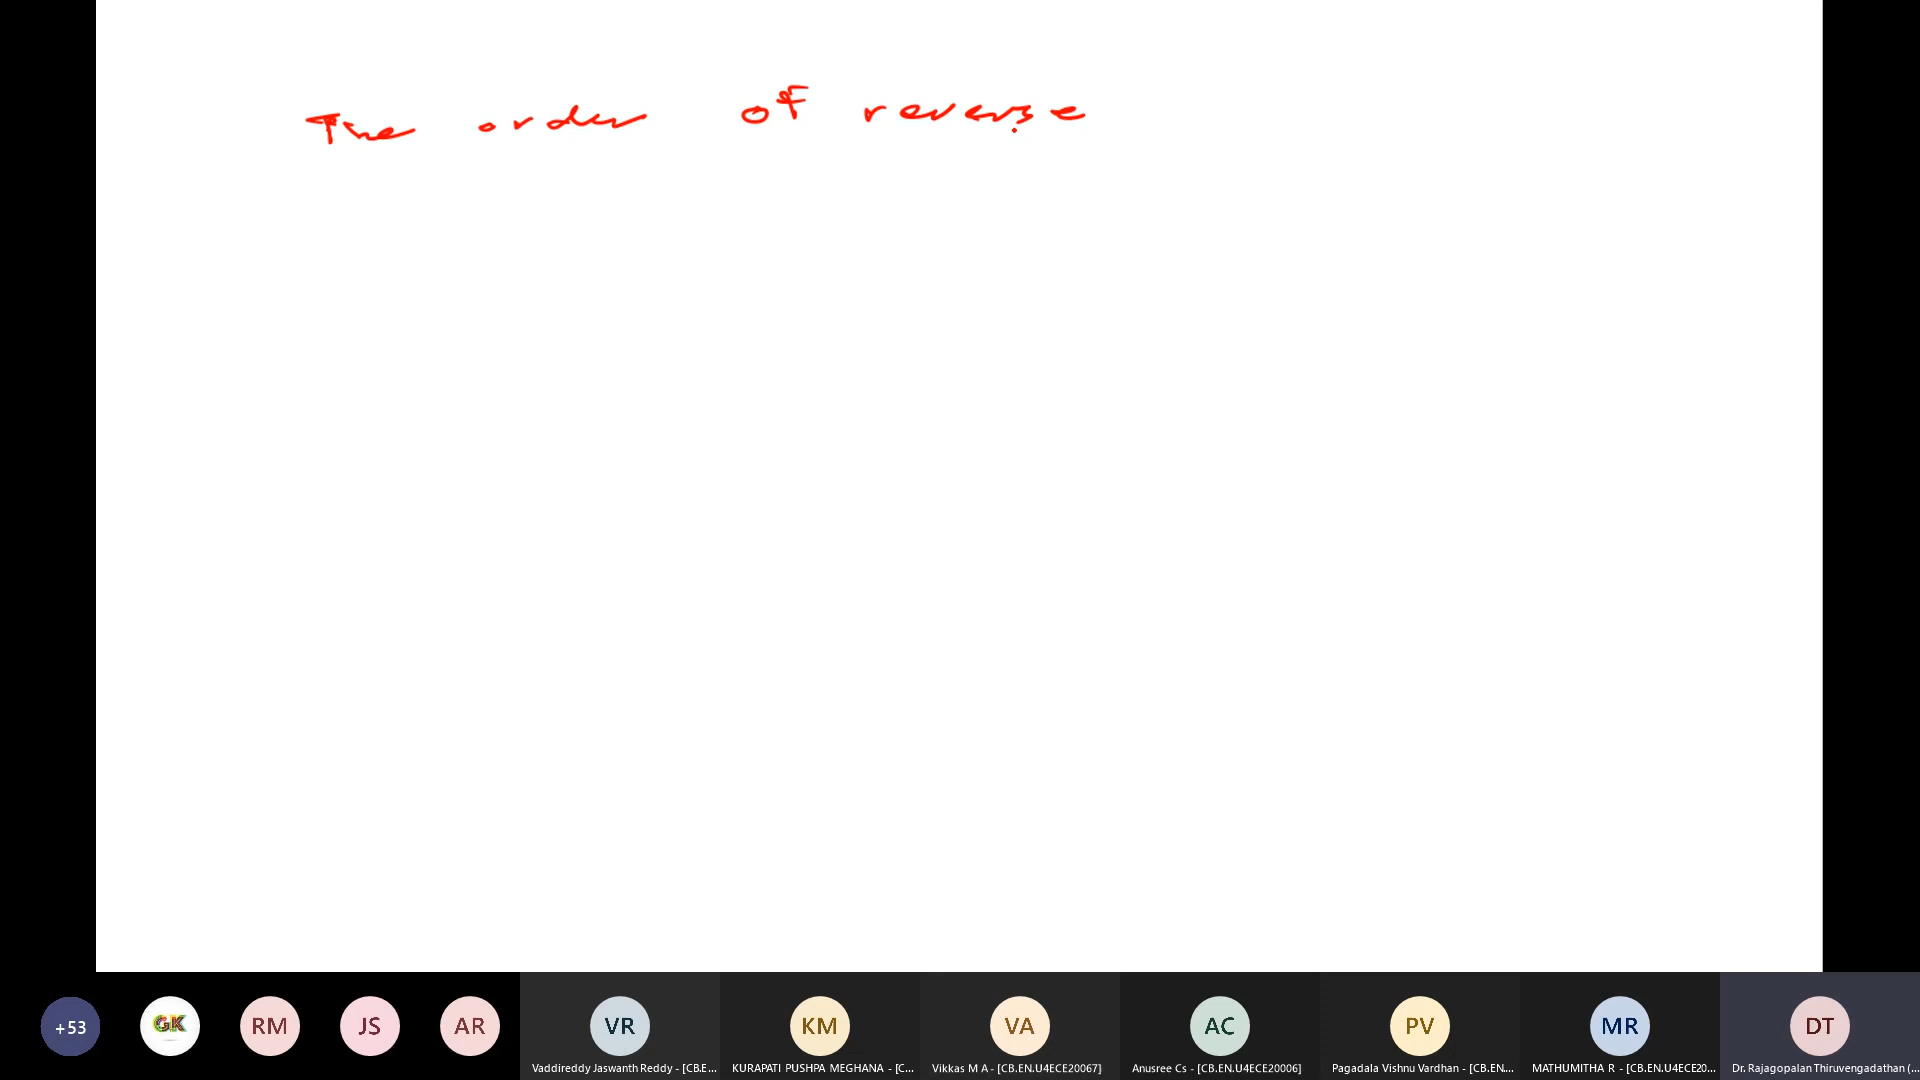 The order of reverse
+53
GK
RM
JS
AR
VR
KM
VA
AC
PV
MR
DT
Vaddireddy Jaswanth Reddy - [CB.E...
KURAPATI PUSHPA MEGHANA - [C...
Vikkas M A - [CB.EN.U4ECE20067]
Anusree Cs - [CB.EN.U4ECE20006]
Pagadala Vishnu Vardhan - [CB.EN....
MATHUMITHA R - [CB.EN.U4ECE20...
Dr. Rajagopalan Thiruvengadathan (...